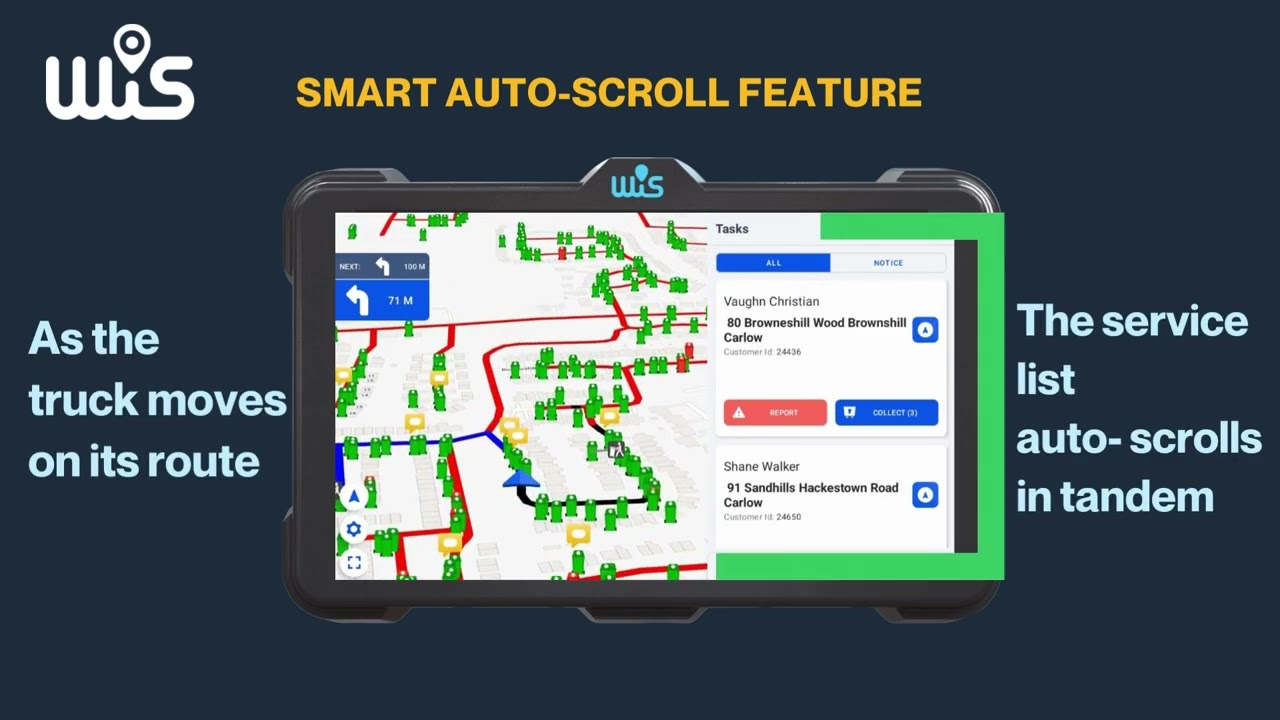 WiS
SMART AUTO-SCROLL FEATURE
As the
truck moves
on its route
WiS
NEXT: 100 M
71 M
Tasks
ALL NOTICE
Vaughn Christian
80 Browneshill Wood Brownshill
Carlow
Customer Id: 24436
REPORT COLLECT (3)
Shane Walker
91 Sandhills Hackestown Road
Carlow
Customer Id: 24650
The service
list
auto- scrolls
in tandem